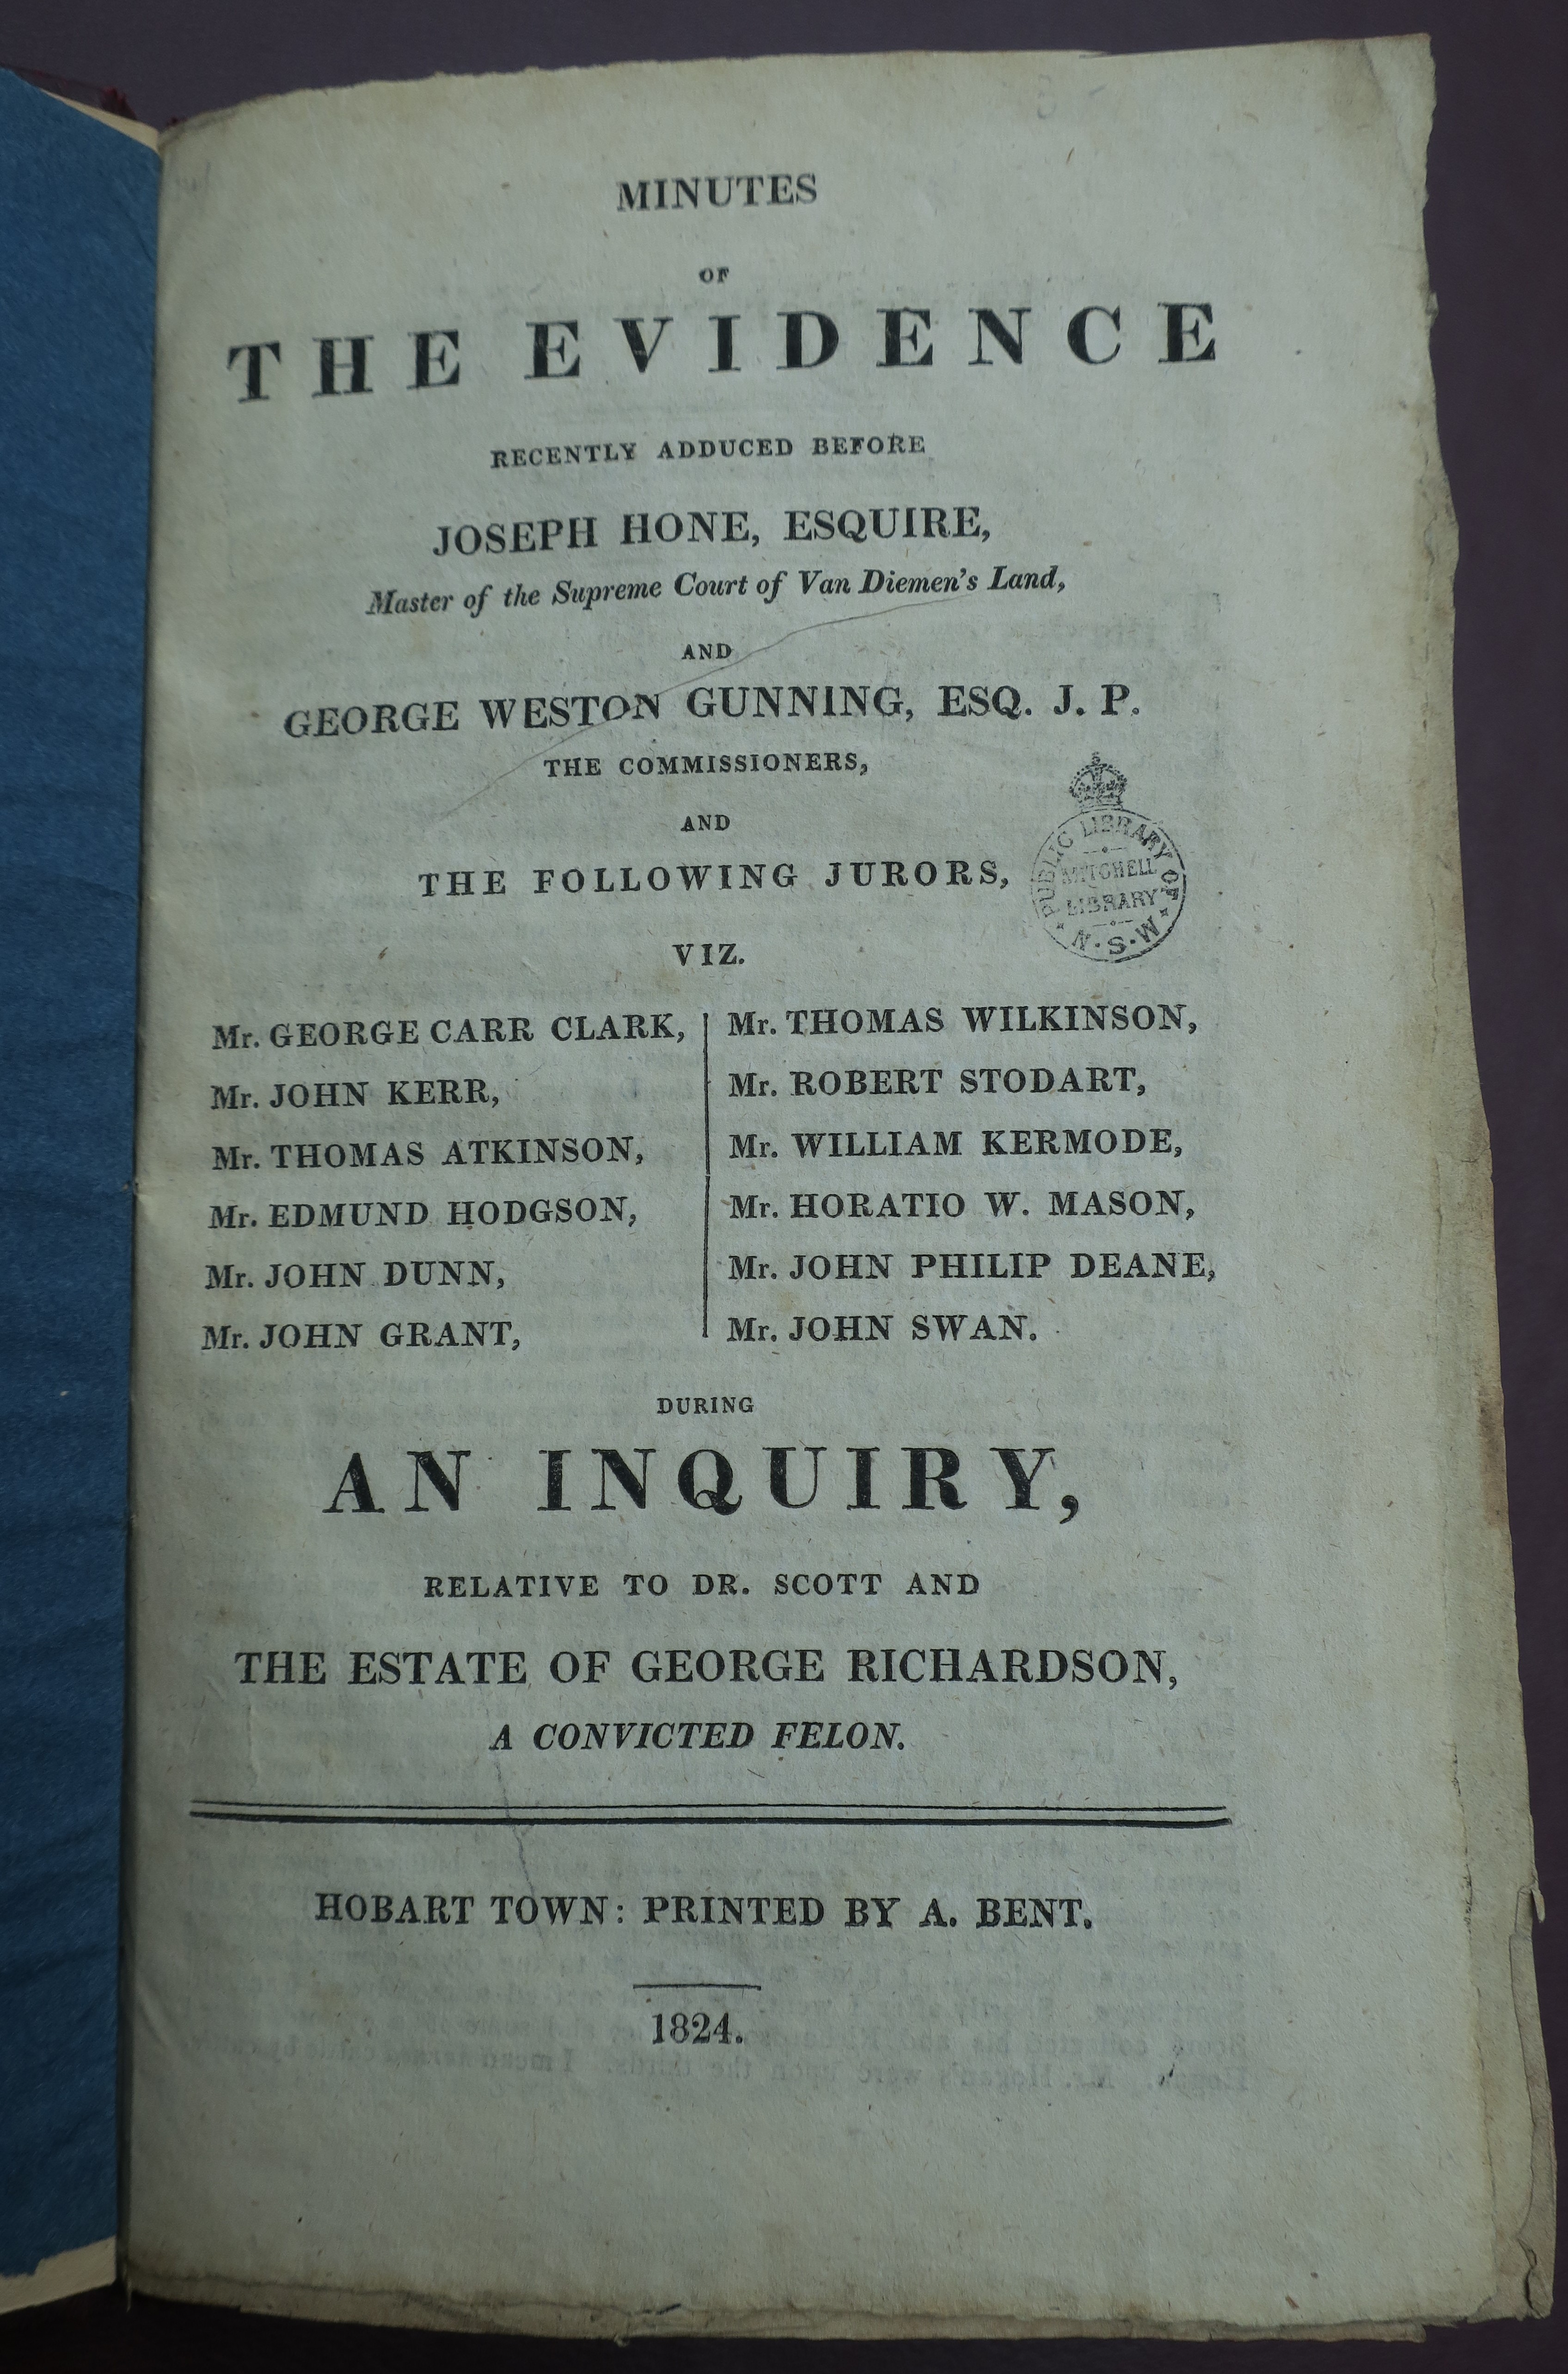 MINUTES
OF
THE EVIDENCE
RECENTLY ADDUCED BEFORE
JOSEPH HONE, ESQUIRE,
Master of the Supreme Court of Van Diemen's Land,
AND
GEORGE WESTON GUNNING, ESQ. J. P.
THE COMMISSIONERS,
AND
THE FOLLOWING JURORS,
PUBLIC LIBRARY OF
MITCHELL
LIBRARY
N.S.W
VIZ.
Mr. GEORGE CARR CLARK,
Mr. JOHN KERR,
Mr. THOMAS ATKINSON,
Mr. EDMUND HODGSON,
Mr. JOHN DUNN,
Mr. JOHN GRANT,
Mr. THOMAS WILKINSON,
Mr. ROBERT STODART,
Mr. WILLIAM KERMODE,
Mr. HORATIO W. MASON,
Mr. JOHN PHILIP DEANE,
Mr. JOHN SWAN.
DURING
AN INQUIRY,
RELATIVE TO DR. SCOTT AND
THE ESTATE OF GEORGE RICHARDSON,
A CONVICTED FELON.
HOBART TOWN: PRINTED BY A. BENT.
1824.